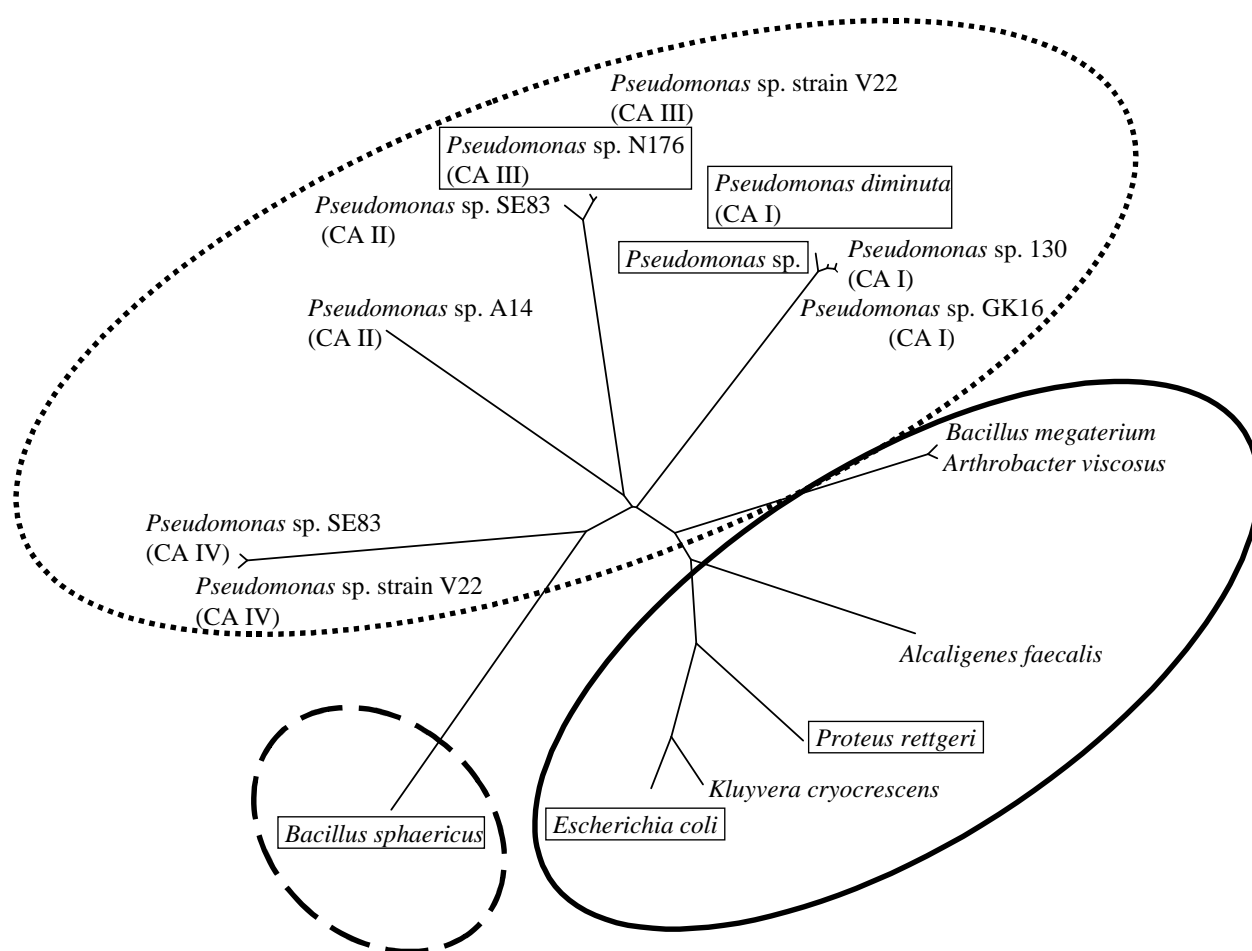 Pseudomonas sp. strain V22
(CA III)
Pseudomonas sp. N176
(CA III)
Pseudomonas diminuta
(CA I)
Pseudomonas sp. SE83
(CA II)
Pseudomonas sp.
Pseudomonas sp. 130
(CA I)
Pseudomonas sp. A14
(CA II)
Pseudomonas sp. GK16
(CA I)
Bacillus megaterium
Arthrobacter viscosus
Pseudomonas sp. SE83
(CA IV)
Pseudomonas sp. strain V22
(CA IV)
Alcaligenes faecalis
Proteus rettgeri
Kluyvera cryocrescens
Escherichia coli
Bacillus sphaericus